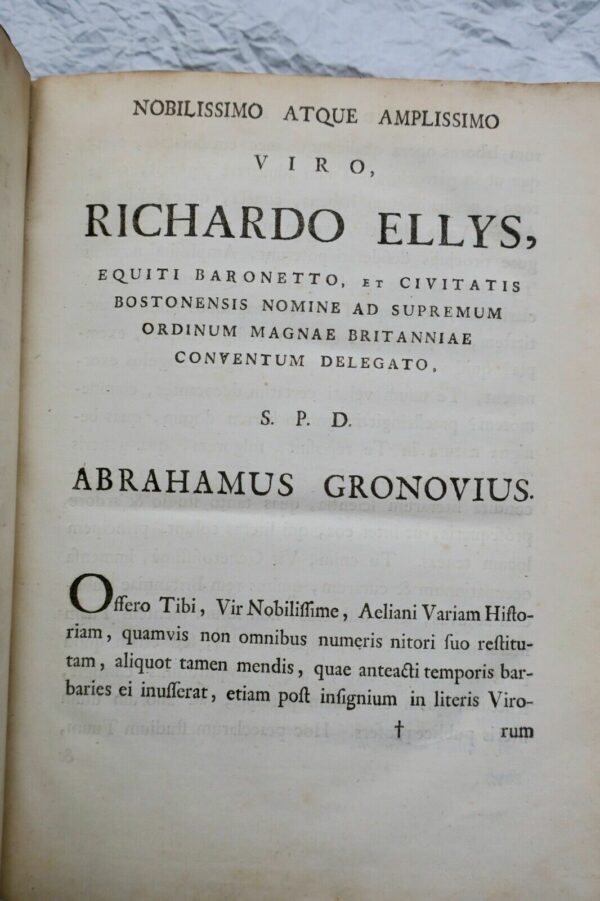 NOBILISSIMO ATQUE AMPLISSIMO
VIRO,
RICHARDO ELLYS,
EQUITI BARONETTO, ET CIVITATIS
BOSTONENSIS NOMINE AD SUPREMUM
ORDINUM MAGNAE BRITANNIAE
CONVENTUM DELEGATO,
S. P. D.
ABRAHAMUS GRONOVIUS.
Offero Tibi, Vir Nobiliſſime, Aeliani Variam Hiſto-
riam, quamvis non omnibus numeris nitori ſuo reſtitu-
tam, aliquot tamen mendis, quae anteacti temporis bar-
baries ei inuſſerat, etiam poſt inſignium in literis Viro-
† rum